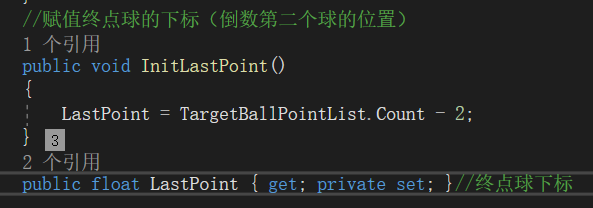 //赋值终点球的下标（倒数第二个球的位置）
1 个引用
public void InitLastPoint()
{
LastPoint = TargetBallPointList.Count - 2;
} 3
2 个引用
public float LastPoint { get; private set; }//终点球下标